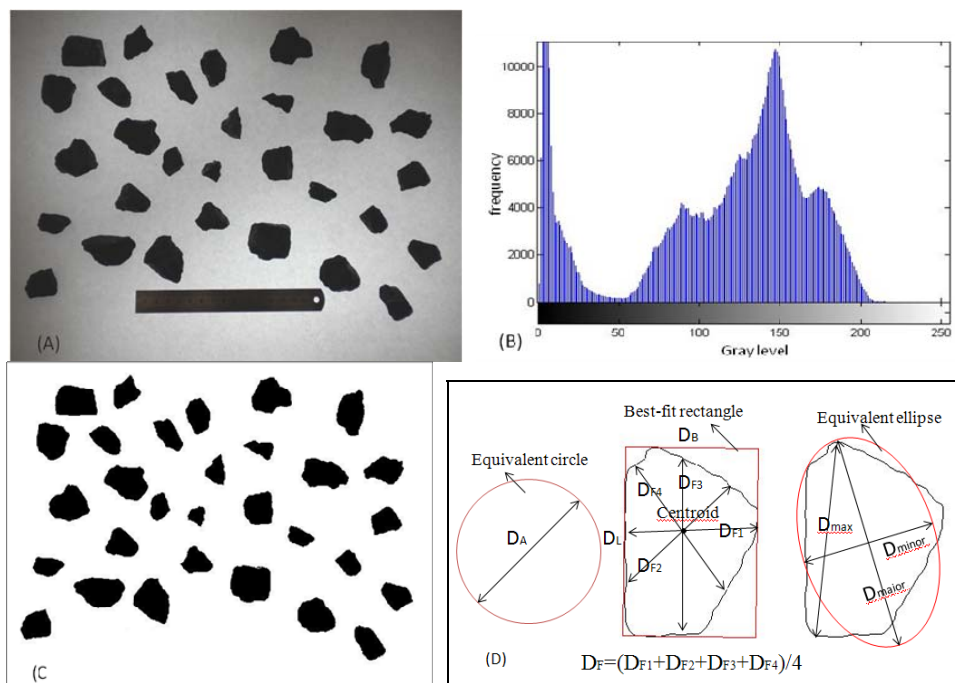 (A)
10000
8000
6000
4000
2000
0
frequency
0 50 100 150 200 250
Gray level
(B)
(C
Best-fit rectangle
Equivalent ellipse
Equivalent circle
DB
DF3
DF4
Centroid
DA
DL
DF1
DF2
Dmax
Dminor
Dmaior
(D)
DF=(DF1+DF2+DF3+DF4)/4